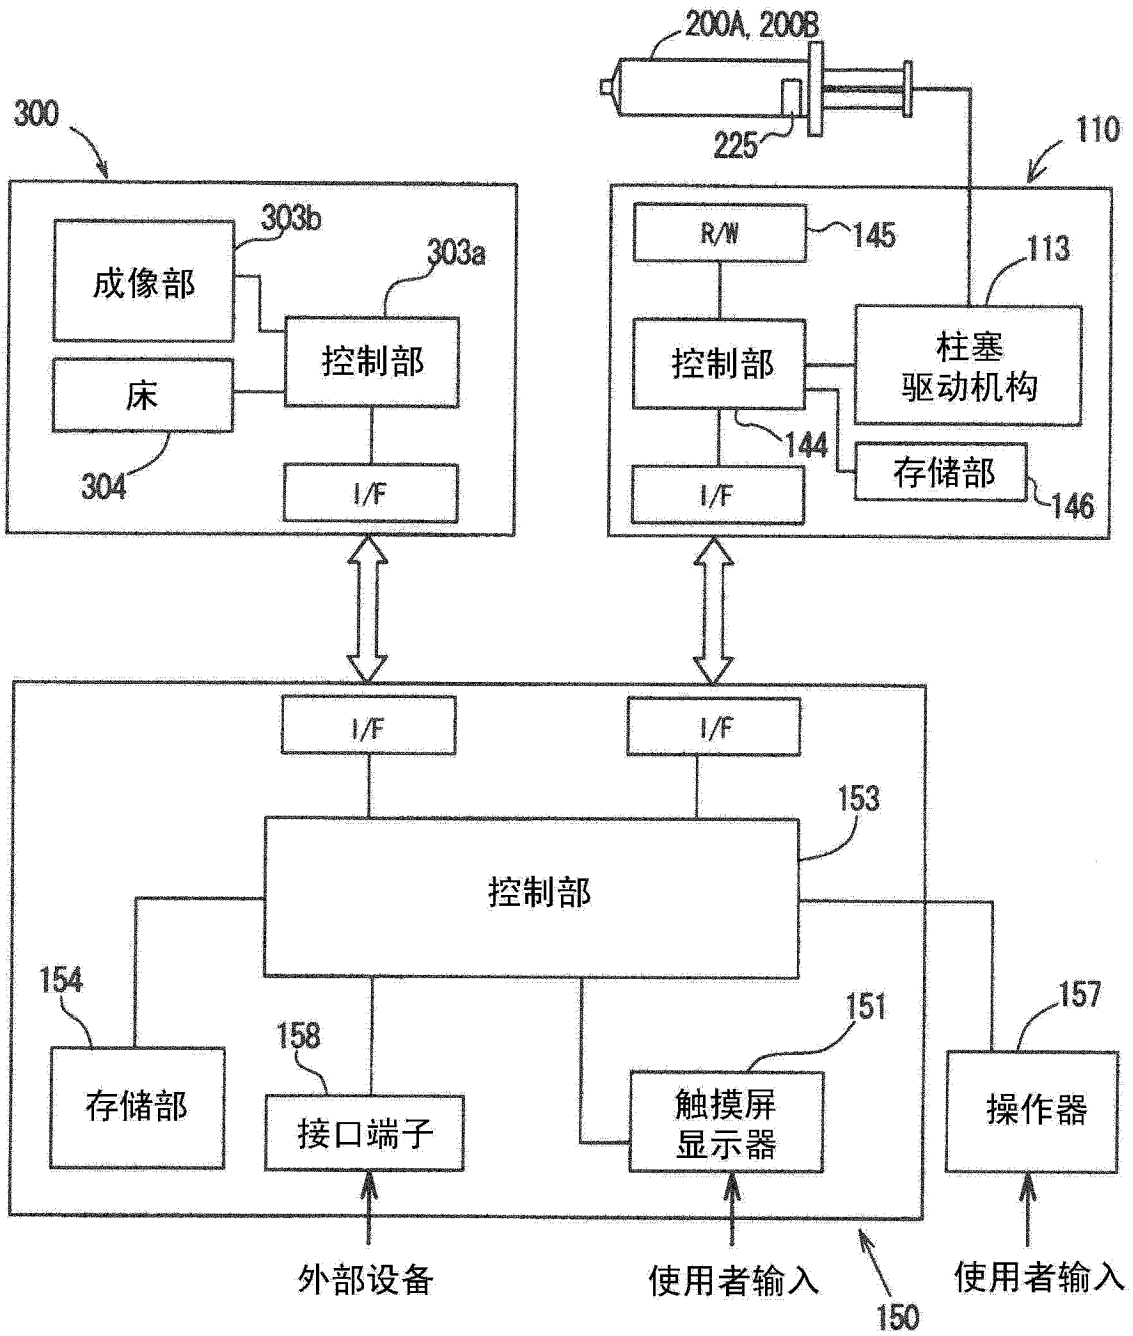 200A, 200B
225
300
303b
成像部
303a
控制部
床
304
I/F
110
R/W
145
113
控制部
柱塞
驱动机构
144
存储部
146
I/F
I/F
I/F
153
控制部
154
存储部
158
接口端子
151
触摸屏
显示器
157
操作器
外部设备
使用者输入
使用者输入
150